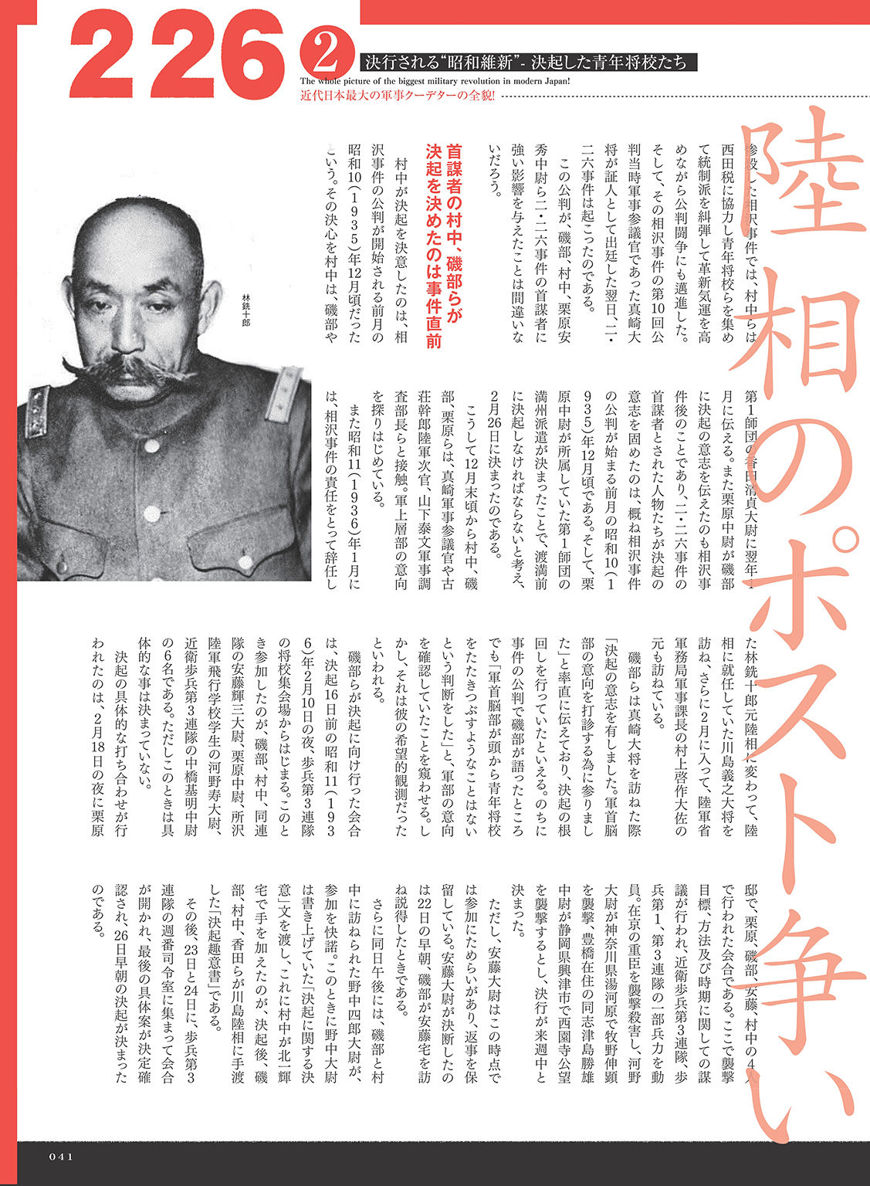 226
2
決行される“昭和維新”- 決起した青年将校たち
The whole picture of the biggest military revolution in modern Japan!
近代日本最大の軍事クーデターの全貌!
陸相のポスト争い
惨殺した相沢事件では、村中らは
西田税に協力し青年将校らを集め
て統制派を糾弾して革新気運を高
めながら公判闘争にも邁進した。
そして、その相沢事件の第10回公
判当時軍事参議官であった真崎大
将が証人として出廷した翌日、二・
二六事件は起こったのである。
この公判が、磯部、村中、栗原安
秀中尉ら二・二六事件の首謀者に
強い影響を与えたことは間違いな
いだろう。
首謀者の村中、磯部らが
決起を決めたのは事件直前
村中が決起を決意したのは、相
沢事件の公判が開始される前月の
昭和10(1935)年12月頃だった
という。その決心を村中は、磯部や
林銑十郎
第1師団の香田清貞大尉に翌年1
月に伝える。また栗原中尉が磯部
に決起の意志を伝えたのも相沢事
件後のことであり、二・二六事件の
首謀者とされた人物たちが決起の
意志を固めたのは、概ね相沢事件
の公判が始まる前月の昭和10(1
935)年12月頃である。そして、栗
原中尉が所属していた第1師団の
満州派遣が決まったことで、渡満前
に決起しなければならないと考え、
2月26日に決まったのである。
こうして12月末頃から村中、磯
部、栗原らは、真崎軍事参議官や古
荘幹郎陸軍次官、山下泰文軍事調
査部長らと接触。軍上層部の意向
を探りはじめている。
また昭和11(1936)年1月に
は、相沢事件の責任をとって辞任し
た林銑十郎元陸相に変わって、陸
相に就任していた川島義之大将を
訪ね、さらに2月に入って、陸軍省
軍務局軍事課長の村上啓作大佐の
元も訪ねている。
磯部らは真崎大将を訪ねた際
「決起の意志を有しました。軍首脳
部の意向を打診する為に参りまし
た」と率直に伝えており、決起の根
回しを行っていたといえる。のちに
事件の公判で磯部が語ったところ
でも「軍首脳部が頭から青年将校
をたたきつぶすようなことはない
という判断をした」と、軍部の意向
を確認していたことを窺わせる。し
かし、それは彼の希望的観測だった
といわれる。
磯部らが決起に向け行った会合
は、決起16日前の昭和11(193
6)年2月10日の夜、歩兵第3連隊
の将校集会場からはじまる。このと
き参加したのが、磯部、村中、同連
隊の安藤輝三大尉、栗原中尉、所沢
陸軍飛行学校学生の河野寿大尉、
近衛歩兵第3連隊の中橋基明中尉
の6名である。ただしこのときは具
体的な事は決まっていない。
決起の具体的な打ち合わせが行
われたのは、2月18日の夜に栗原
邸で、栗原、磯部、安藤、村中の4人
で行われた会合である。ここで襲撃
目標、方法及び時期に関しての謀
議が行われ、近衛歩兵第3連隊、歩
兵第1、第3連隊の一部兵力を動
員。在京の重臣を襲撃殺害し、河野
大尉が神奈川県湯河原で牧野伸顕
を襲撃、豊橋在住の同志津島勝雄
中尉が静岡県興津市で西園寺公望
を襲撃するとし、決行が来週中と
決まった。
ただし、安藤大尉はこの時点で
は参加にためらいがあり、返事を保
留している。安藤大尉が決断したの
は22日の早朝、磯部が安藤宅を訪
ね説得したときである。
さらに同日午後には、磯部と村
中に訪ねられた野中四郎大尉が、
参加を快諾。このときに野中大尉
は書き上げていた「決起に関する決
意」文を渡し、これに村中が北一輝
宅で手を加えたのが、決起後、磯
部、村中、香田らが川島陸相に手渡
した「決起趣意書」である。
その後、23日と24日に、歩兵第3
連隊の週番司令室に集まって会合
が開かれ、最後の具体案が決定確
認され、26日早朝の決起が決まった
のである。
041